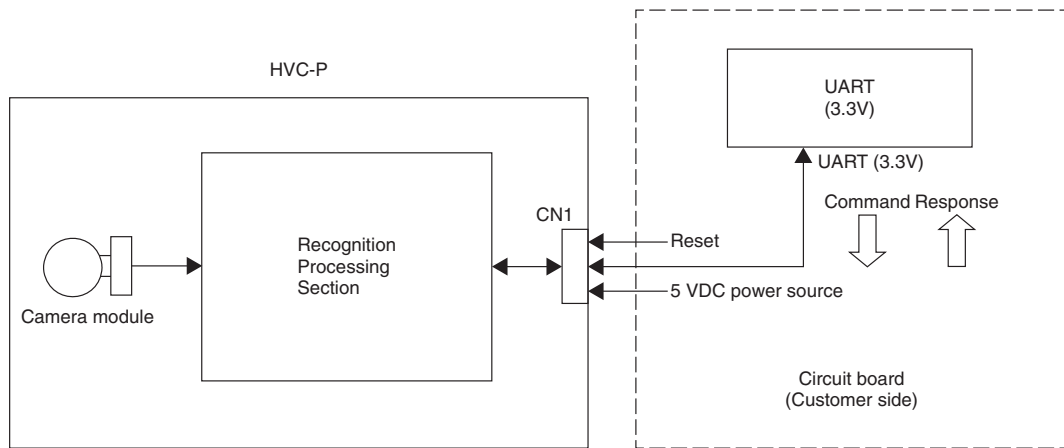 HVC-P
UART
(3.3V)
UART (3.3V)
Command Response
CN1
Reset
Recognition
Processing
Section
5 VDC power source
Camera module
Circuit board
(Customer side)